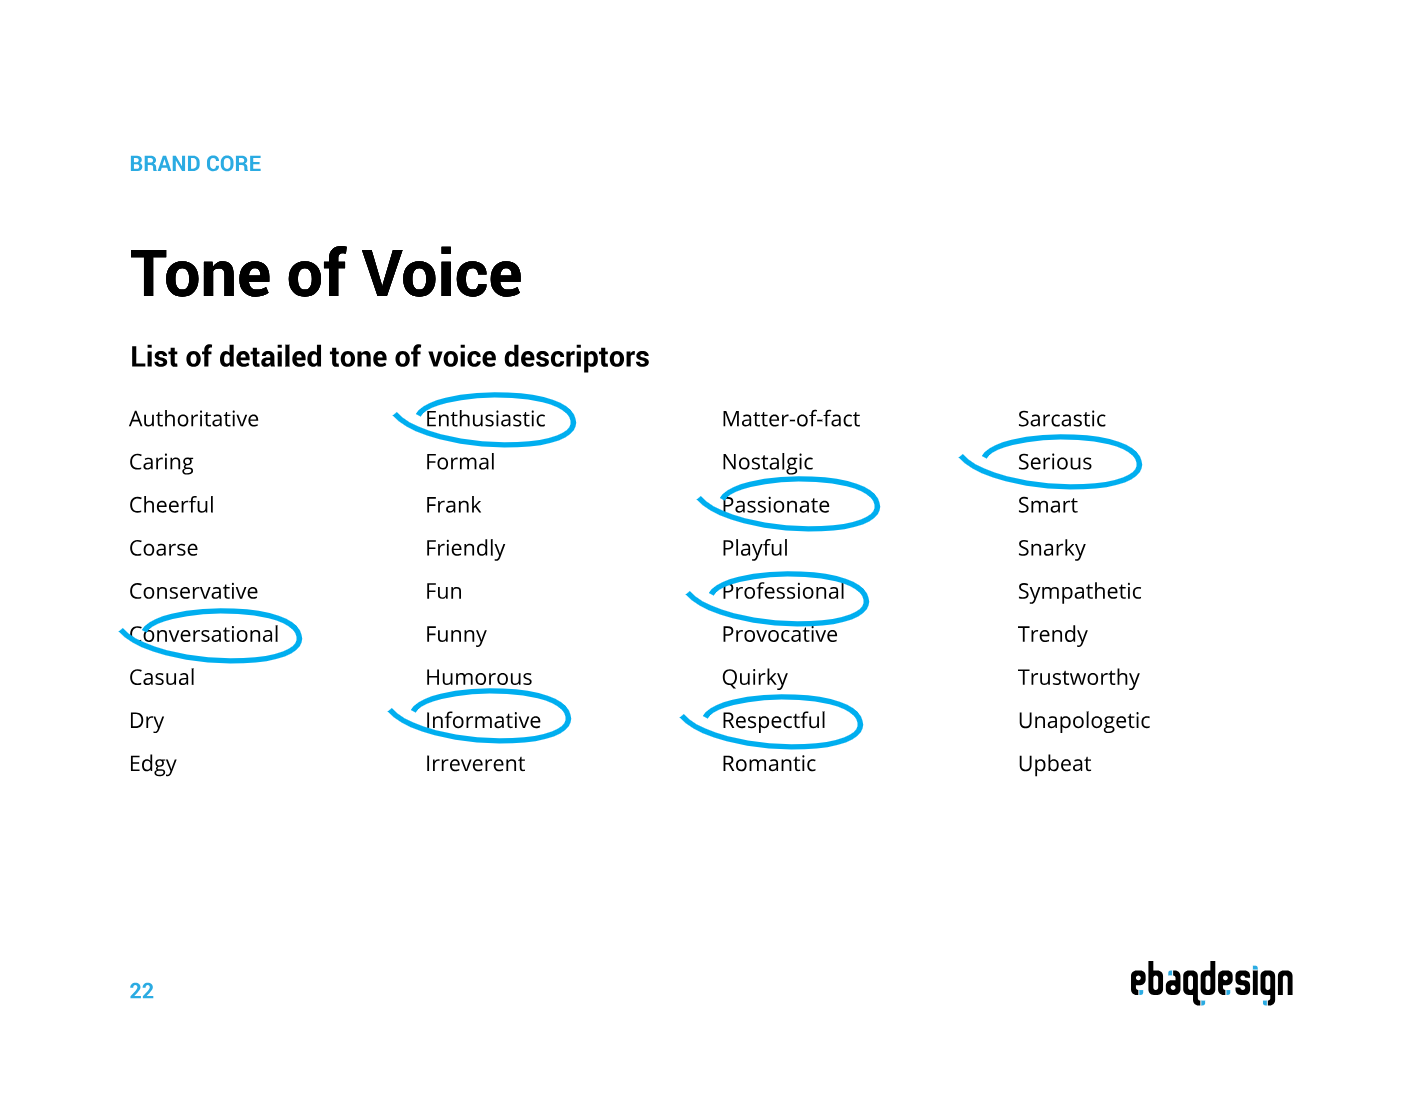 BRAND CORE
Tone of Voice
List of detailed tone of voice descriptors
Authoritative
Caring
Cheerful
Coarse
Conservative
Conversational
Casual
Dry
Edgy
Enthusiastic
Formal
Frank
Friendly
Fun
Funny
Humorous
Informative
Irreverent
Matter-of-fact
Nostalgic
Passionate
Playful
Professional
Provocative
Quirky
Respectful
Romantic
Sarcastic
Serious
Smart
Snarky
Sympathetic
Trendy
Trustworthy
Unapologetic
Upbeat
22
ebaqdesign